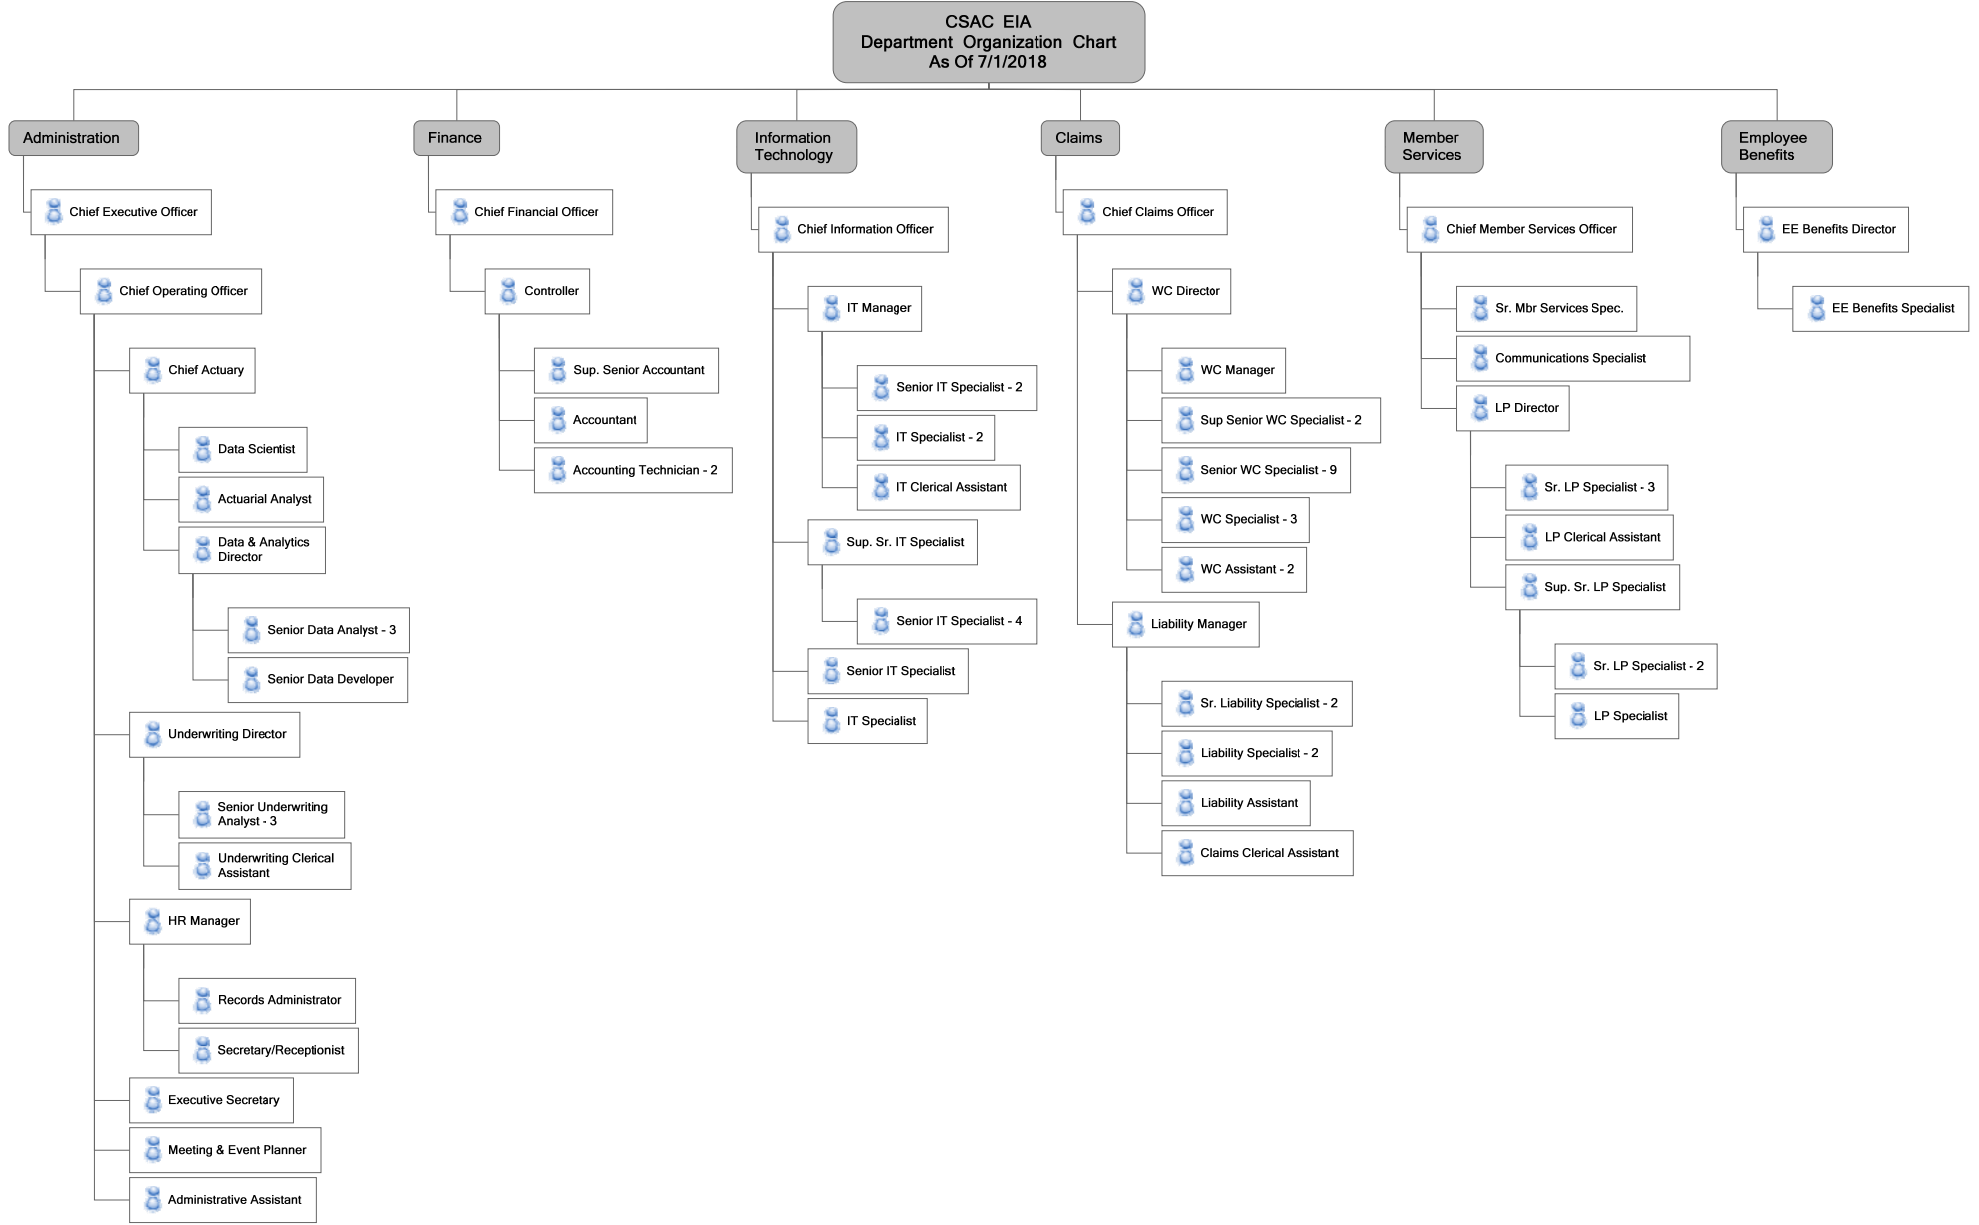 CSAC EIA
Department Organization Chart
As Of 7/1/2018
Administration
Chief Executive Officer
Chief Operating Officer
Chief Actuary
Data Scientist
Actuarial Analyst
Data & Analytics
Director
Senior Data Analyst - 3
Senior Data Developer
Underwriting Director
Senior Underwriting
Analyst - 3
Underwriting Clerical
Assistant
HR Manager
Records Administrator
Secretary/Receptionist
Executive Secretary
Meeting & Event Planner
Administrative Assistant
Finance
Chief Financial Officer
Controller
Sup. Senior Accountant
Accountant
Accounting Technician - 2
Information
Technology
Chief Information Officer
IT Manager
Senior IT Specialist - 2
IT Specialist - 2
IT Clerical Assistant
Sup. Sr. IT Specialist
Senior IT Specialist - 4
Senior IT Specialist
IT Specialist
Claims
Chief Claims Officer
WC Director
WC Manager
Sup Senior WC Specialist - 2
Senior WC Specialist - 9
WC Specialist - 3
WC Assistant - 2
Liability Manager
Sr. Liability Specialist - 2
Liability Specialist - 2
Liability Assistant
Claims Clerical Assistant
Member
Services
Chief Member Services Officer
Sr. Mbr Services Spec.
Communications Specialist
LP Director
Sr. LP Specialist - 3
LP Clerical Assistant
Sup. Sr. LP Specialist
Sr. LP Specialist - 2
LP Specialist
Employee
Benefits
EE Benefits Director
EE Benefits Specialist